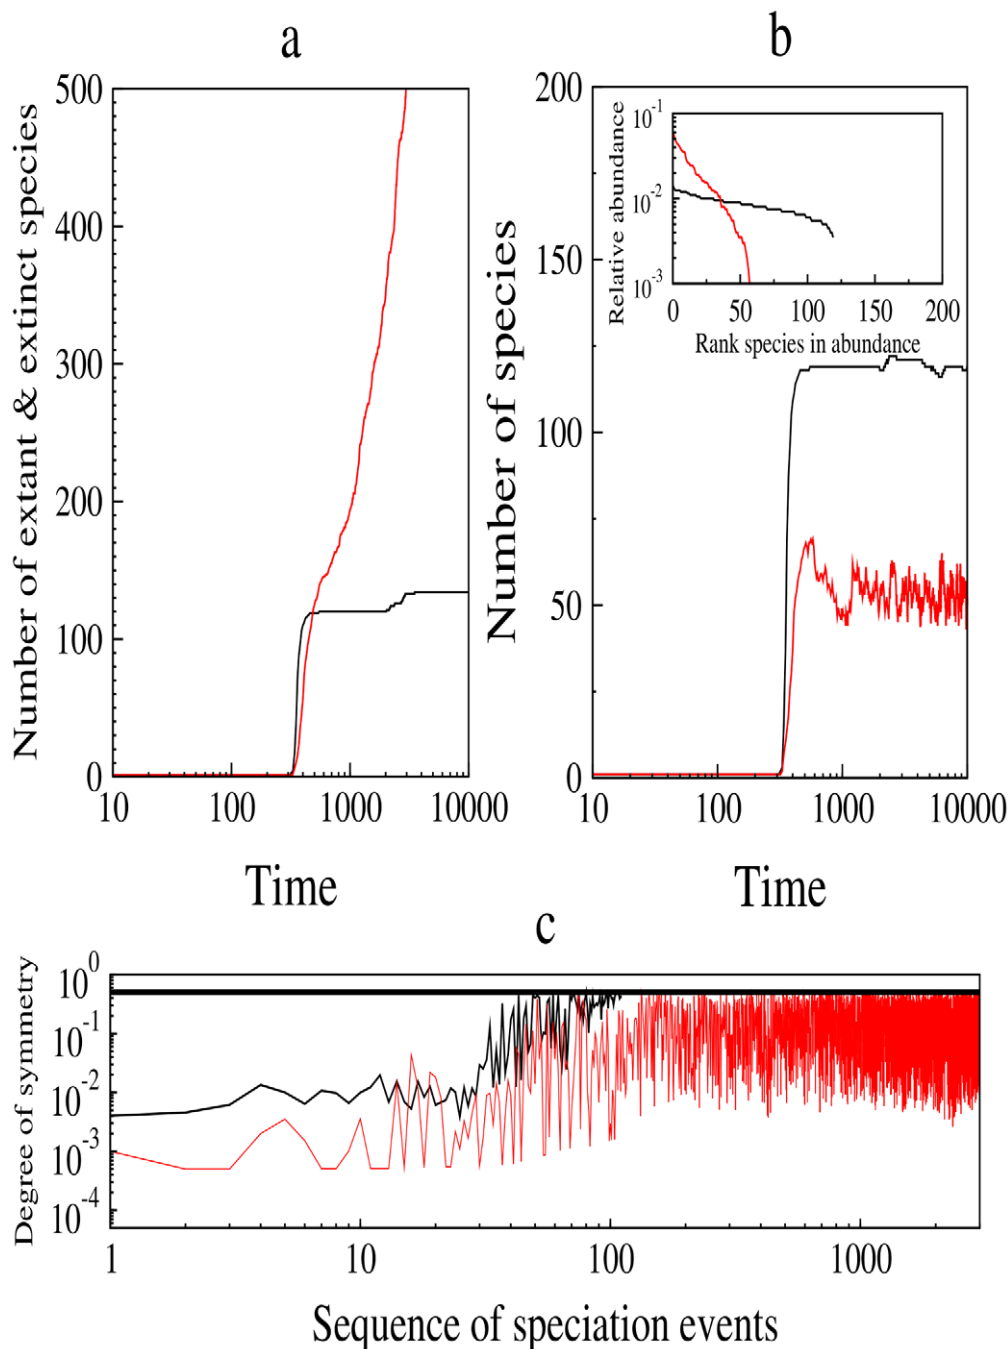 a
Number of extant & extinct species
500
400
300
200
100
0
10 100 1000 10000
Time
b
Number of species
200
150
100
50
0
10 100 1000 10000
Time
Relative abundance
10^-1
10^-2
10^-3
0 50 100 150 200
Rank species in abundance
c
Degree of symmetry
10^0
10^-1
10^-2
10^-3
10^-4
1 10 100 1000
Sequence of speciation events